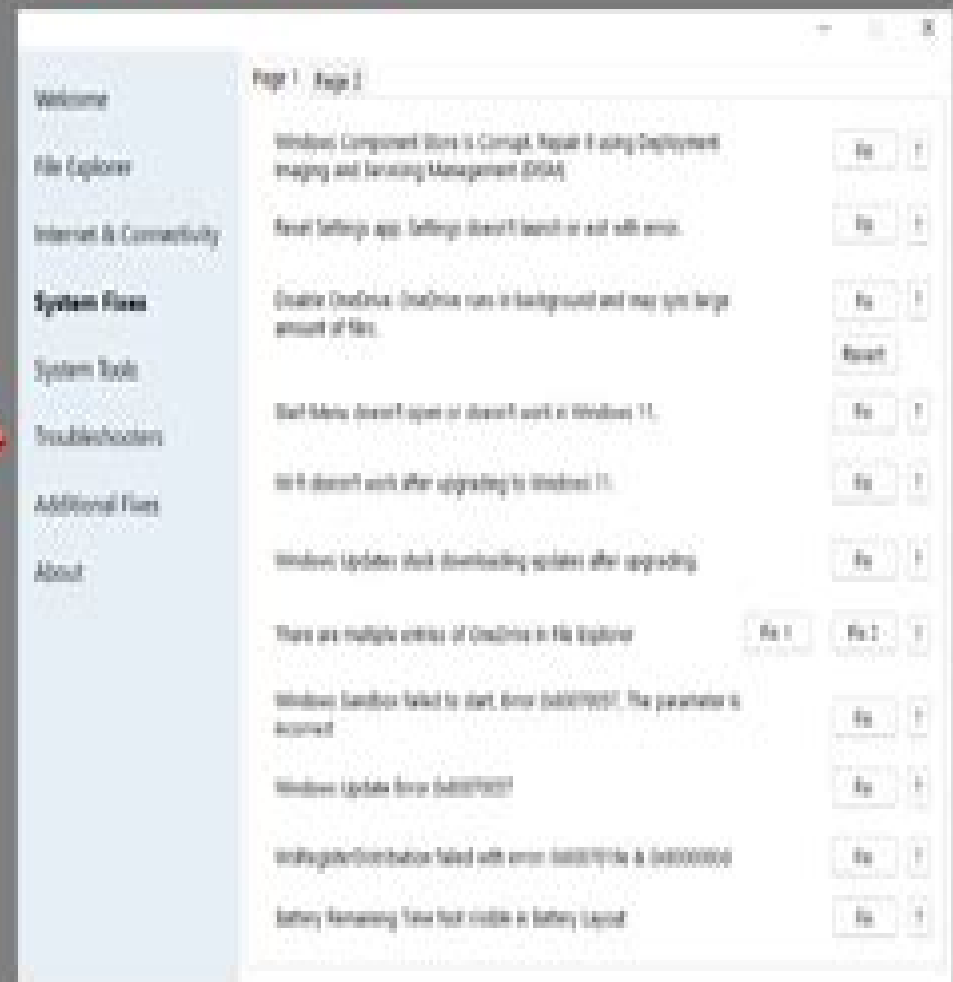 Page 1 Page 2
Welcome
File Explorer
Internet & Connectivity
System Fixes
System Tools
Troubleshooters
Additional Fixes
About
Windows Component Store is Corrupt, Repair it using Deployment
Imaging and Servicing Management (DISM)
Fix ?
Reset Settings app. Settings doesn't launch or exit with error.
Fix ?
Disable OneDrive. OneDrive runs in background and may sync large
amount of files.
Fix ?
Revert
Start Menu doesn't open or doesn't work in Windows 11.
Fix ?
Wi-fi doesn't work after upgrading to Windows 11.
Fix ?
Windows Updates stuck downloading updates after upgrading
Fix ?
There are multiple entries of OneDrive in File Explorer
Fix 1 Fix 2 ?
Windows Sandbox failed to start, Error The parameter is
incorrect
Fix ?
Windows Update Error
Fix ?
failed with error: &
Fix ?
Battery Remaining Time Not visible in Battery Layout
Fix ?